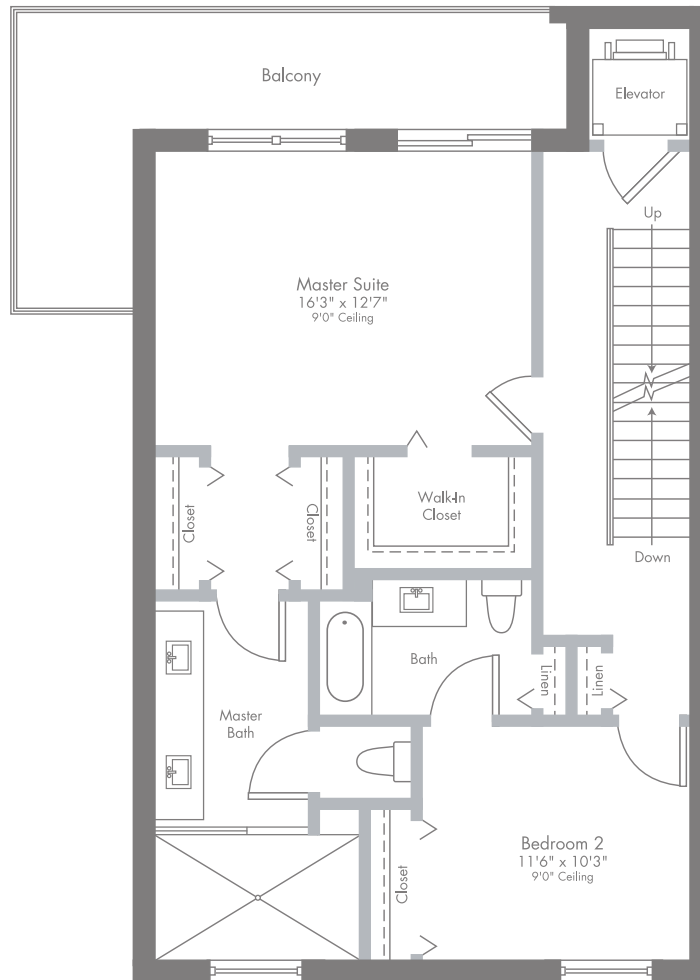 Balcony
Elevator
Up
Master Suite
16'3" x 12'7"
9'0" Ceiling
Closet
Closet
Walk-In
Closet
Down
Bath
Linen
Linen
Master
Bath
Bedroom 2
11'6" x 10'3"
9'0" Ceiling
Closet